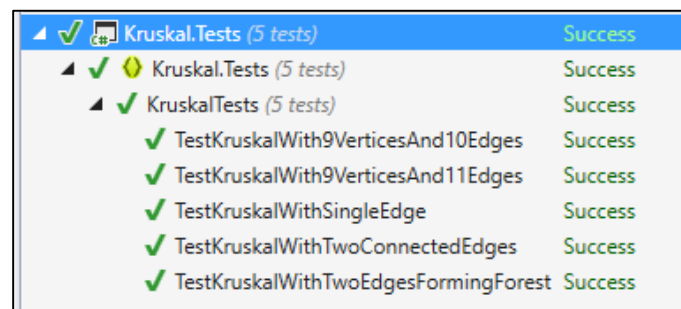 C# Kruskal.Tests (5 tests) Success
Kruskal.Tests (5 tests) Success
KruskalTests (5 tests) Success
TestKruskalWith9VerticesAnd10Edges Success
TestKruskalWith9VerticesAnd11Edges Success
TestKruskalWithSingleEdge Success
TestKruskalWithTwoConnectedEdges Success
TestKruskalWithTwoEdgesFormingForest Success